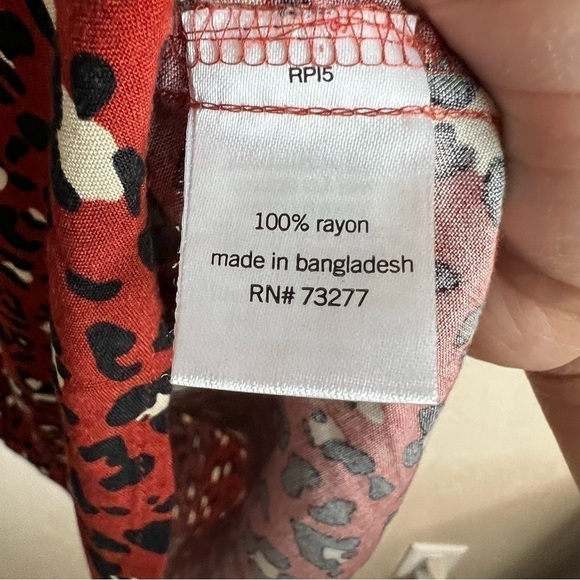 RPI5
100% rayon
made in bangladesh
RN# 73277